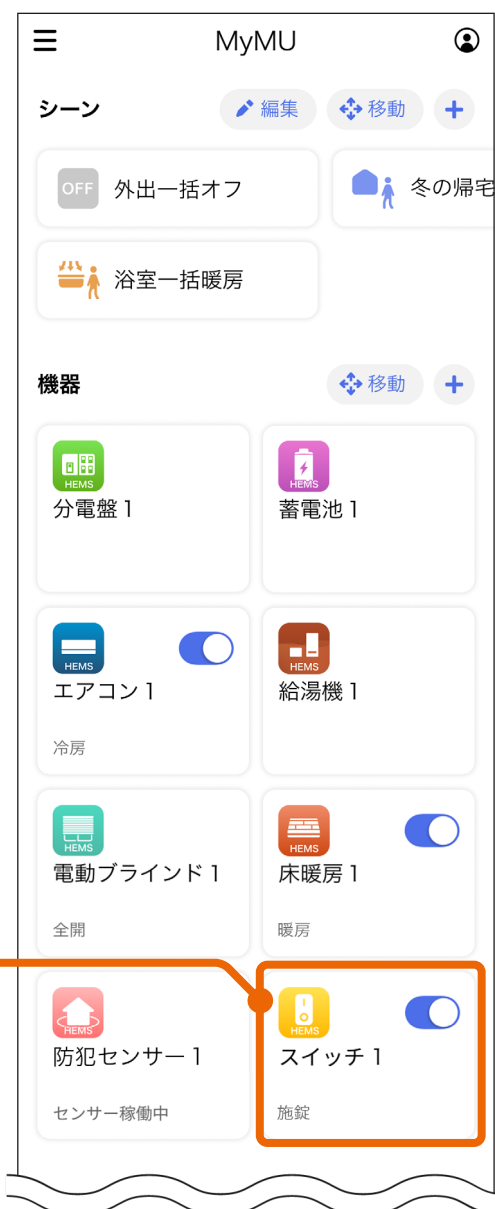 MyMU
シーン
編集
移動
OFF
外出一括オフ
冬の帰宅
浴室一括暖房
機器
移動
HEMS
分電盤 1
HEMS
蓄電池 1
HEMS
エアコン 1
冷房
HEMS
給湯機 1
HEMS
電動ブラインド 1
全開
HEMS
床暖房 1
暖房
HEMS
防犯センサー 1
センサー稼働中
HEMS
スイッチ 1
施錠